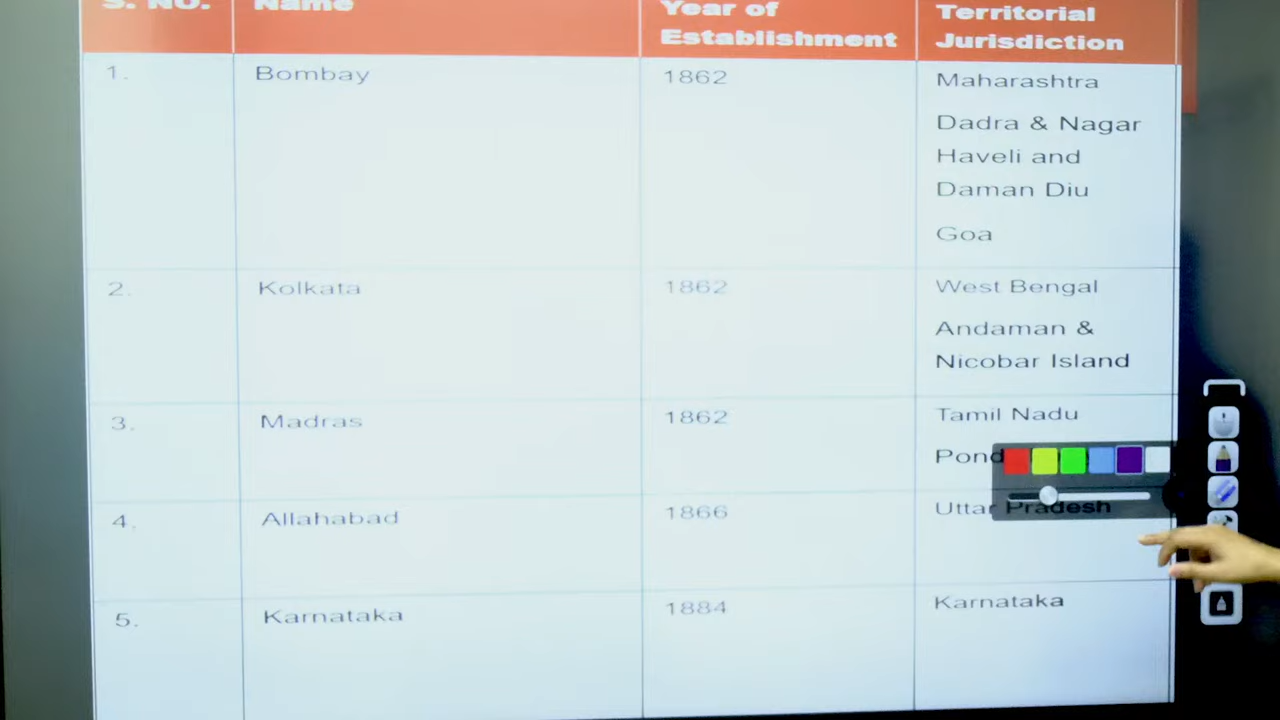 S. NO. Name Year of Establishment Territorial Jurisdiction
1. Bombay 1862 Maharashtra
Dadra & Nagar
Haveli and
Daman Diu
Goa
2. Kolkata 1862 West Bengal
Andaman &
Nicobar Island
3. Madras 1862 Tamil Nadu
Pond
4. Allahabad 1866 Uttar Pradesh
5. Karnataka 1884 Karnataka